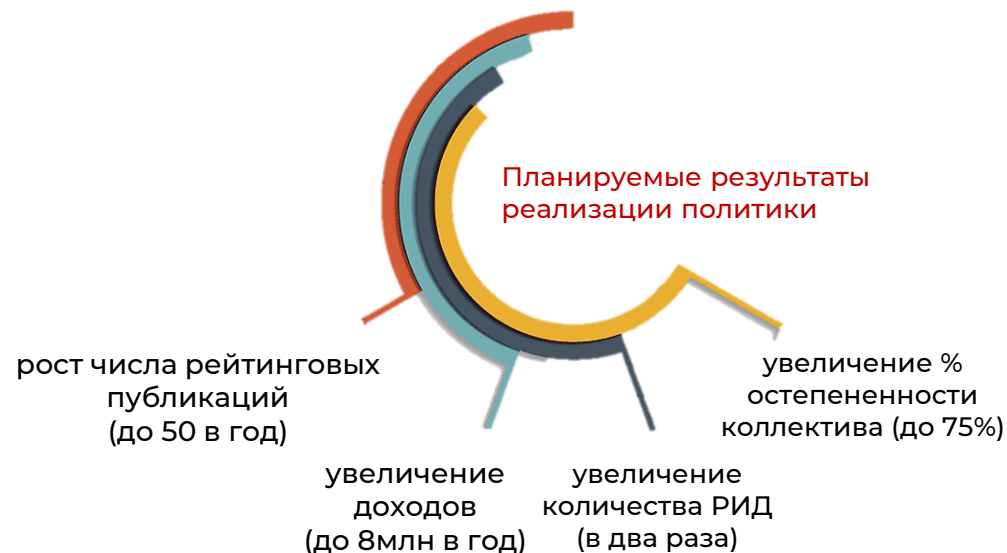 Планируемые результаты
реализации политики
рост числа рейтинговых
публикаций
(до 50 в год)
увеличение
доходов
(до 8млн в год)
увеличение
количества РИД
(в два раза)
увеличение %
остепененности
коллектива (до 75%)